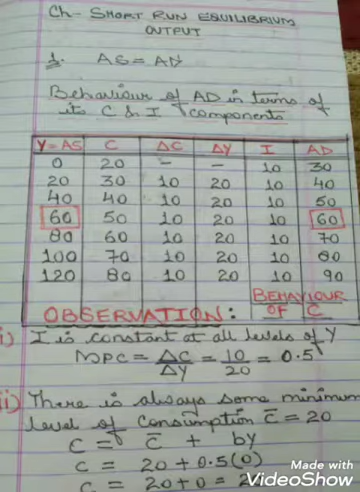 Ch- SHORT RUN EQUILIBRIUM
OUTPUT
1. AS = AD
Behaviour of AD in terms of
its C & I components
Y=AS C ΔC ΔY I AD
0 20 - - 10 30
20 30 10 20 10 40
40 40 10 20 10 50
60 50 10 20 10 60
80 60 10 20 10 70
100 70 10 20 10 80
120 80 10 20 10 90
OBSERVATION: BEHAVIOUR OF C
i) I is constant at all levels of Y
MPC = ΔC/ΔY = 10/20 = 0.5
ii) There is always some minimum
level of consumption C̄ = 20
C = C̄ + bY
C = 20 + 0.5(0)
C = 20 + 0 = 2
Made with
VideoShow